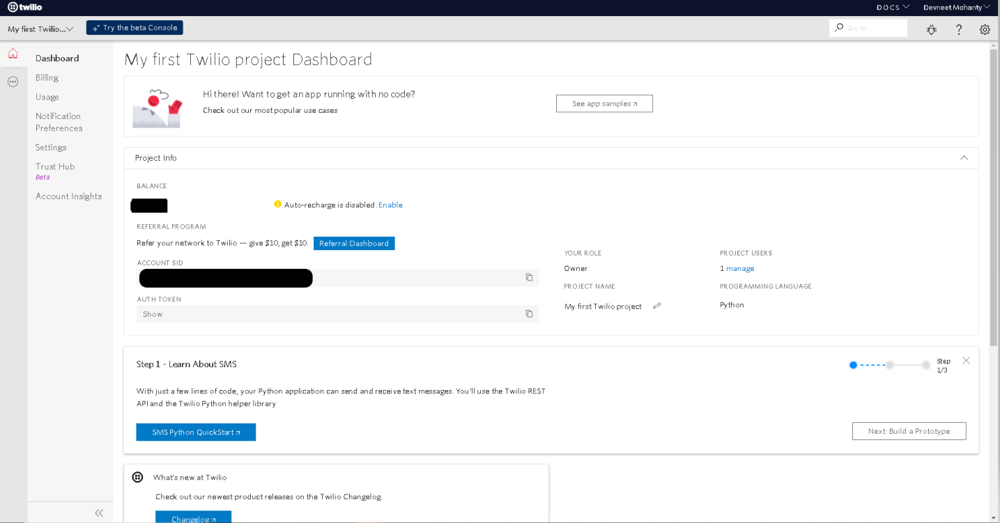 twilio
DOCS
Devneet Mohanty
My first Twilio...
Try the beta Console
Go to...
Dashboard
Billing
Usage
Notification
Preferences
Settings
Trust Hub
Beta
Account Insights
My first Twilio project Dashboard
Hi there! Want to get an app running with no code?
Check out our most popular use cases
See app samples
Project Info
BALANCE
Auto-recharge is disabled. Enable
REFERRAL PROGRAM
Refer your network to Twilio — give $10, get $10.
Referral Dashboard
ACCOUNT SID
AUTH TOKEN
Show
YOUR ROLE
Owner
PROJECT USERS
1 manage
PROJECT NAME
My first Twilio project
PROGRAMMING LANGUAGE
Python
Step 1 - Learn About SMS
Step
1/3
With just a few lines of code, your Python application can send and receive text messages. You'll use the Twilio REST
API and the Twilio Python helper library
SMS Python QuickStart
Next: Build a Prototype
What's new at Twilio
Check out our newest product releases on the Twilio Changelog.
Changelog